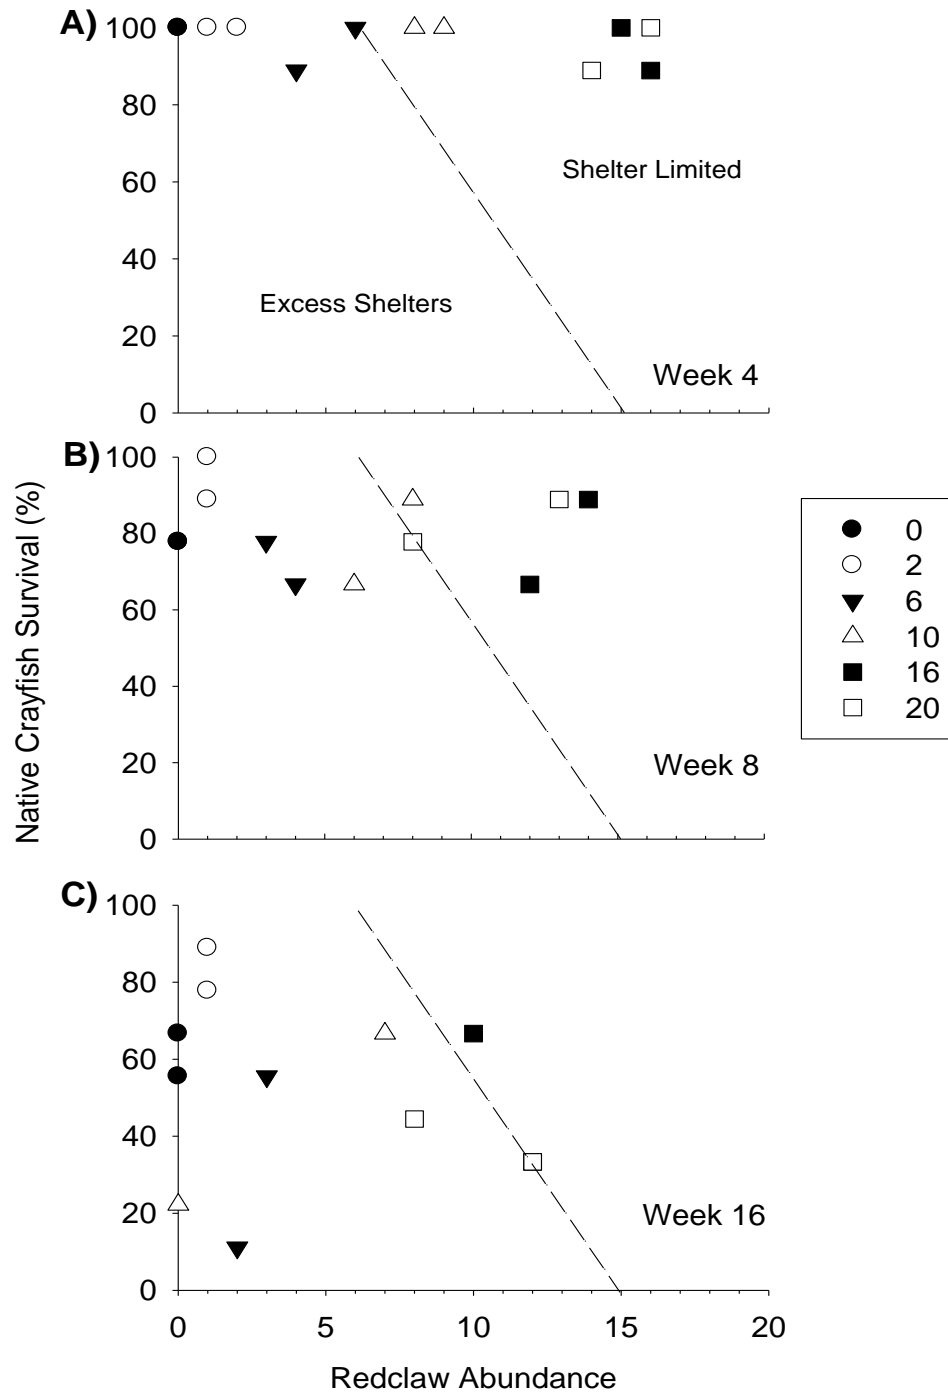 A)
100
80
60
40
20
0
Shelter Limited
Excess Shelters
Week 4
B)
100
80
60
40
20
0
Week 8
Native Crayfish Survival (%)
0
2
6
10
16
20
C)
100
80
60
40
20
0
Week 16
0 5 10 15 20
Redclaw Abundance